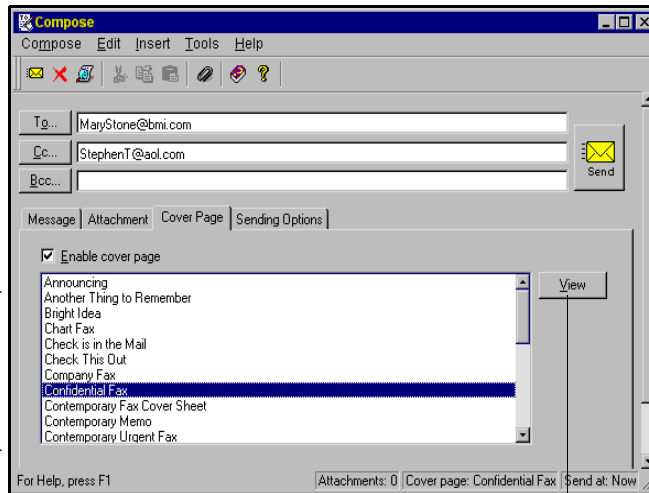 Compose
Compose Edit Insert Tools Help
To... MaryStone@bmi.com
Cc... StephenT@aol.com
Bcc...
Send
Message Attachment Cover Page Sending Options
Enable cover page
View
Announcing
Another Thing to Remember
Bright Idea
Chart Fax
Check is in the Mail
Check This Out
Company Fax
Confidential Fax
Contemporary Fax Cover Sheet
Contemporary Memo
Contemporary Urgent Fax
For Help, press F1 Attachments: 0 Cover page: Confidential Fax Send at: Now